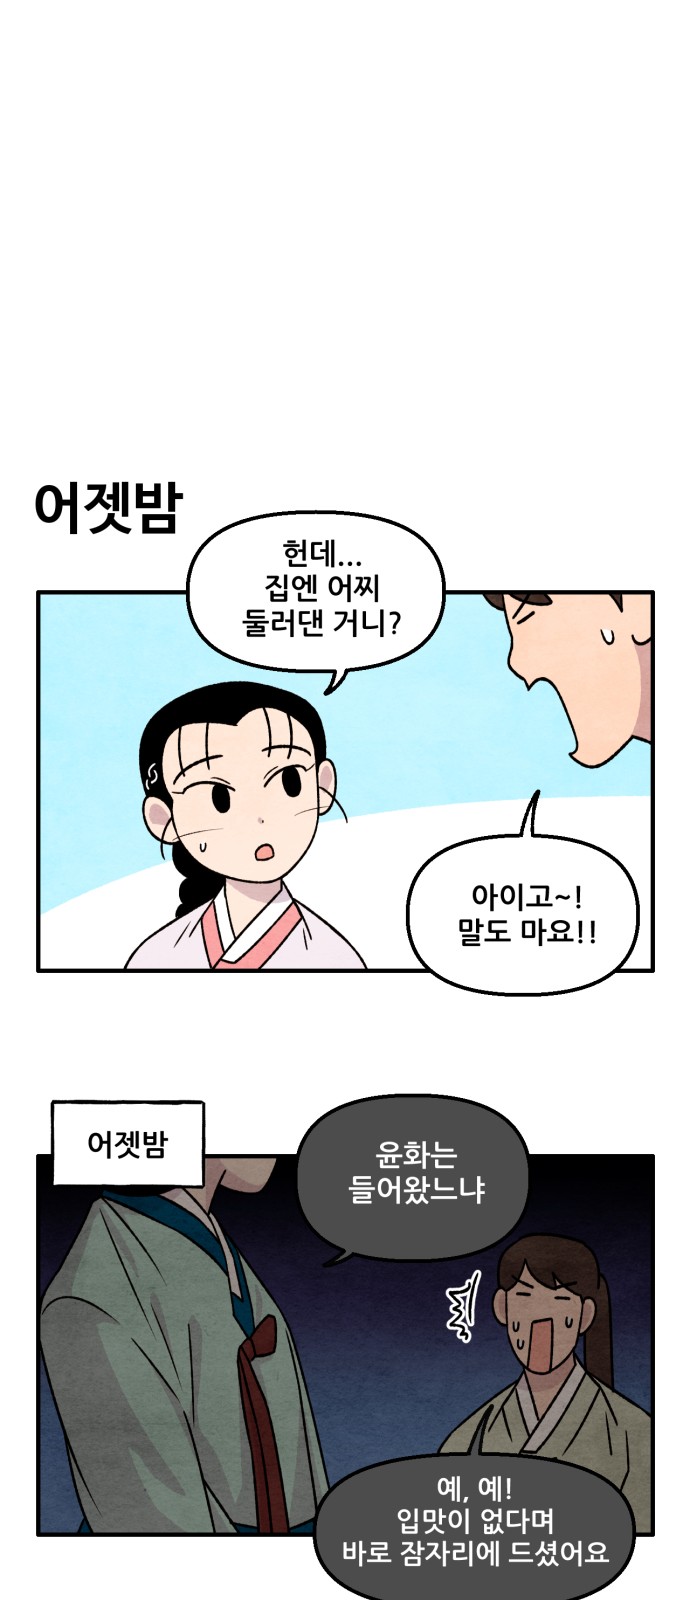 어젯밤
헌데...
집엔 어찌
둘러댄 거니?
아이고~!
말도 마요!!
어젯밤
윤화는
들어왔느냐
움찔
예, 예!
입맛이 없다며
바로 잠자리에 드셨어요